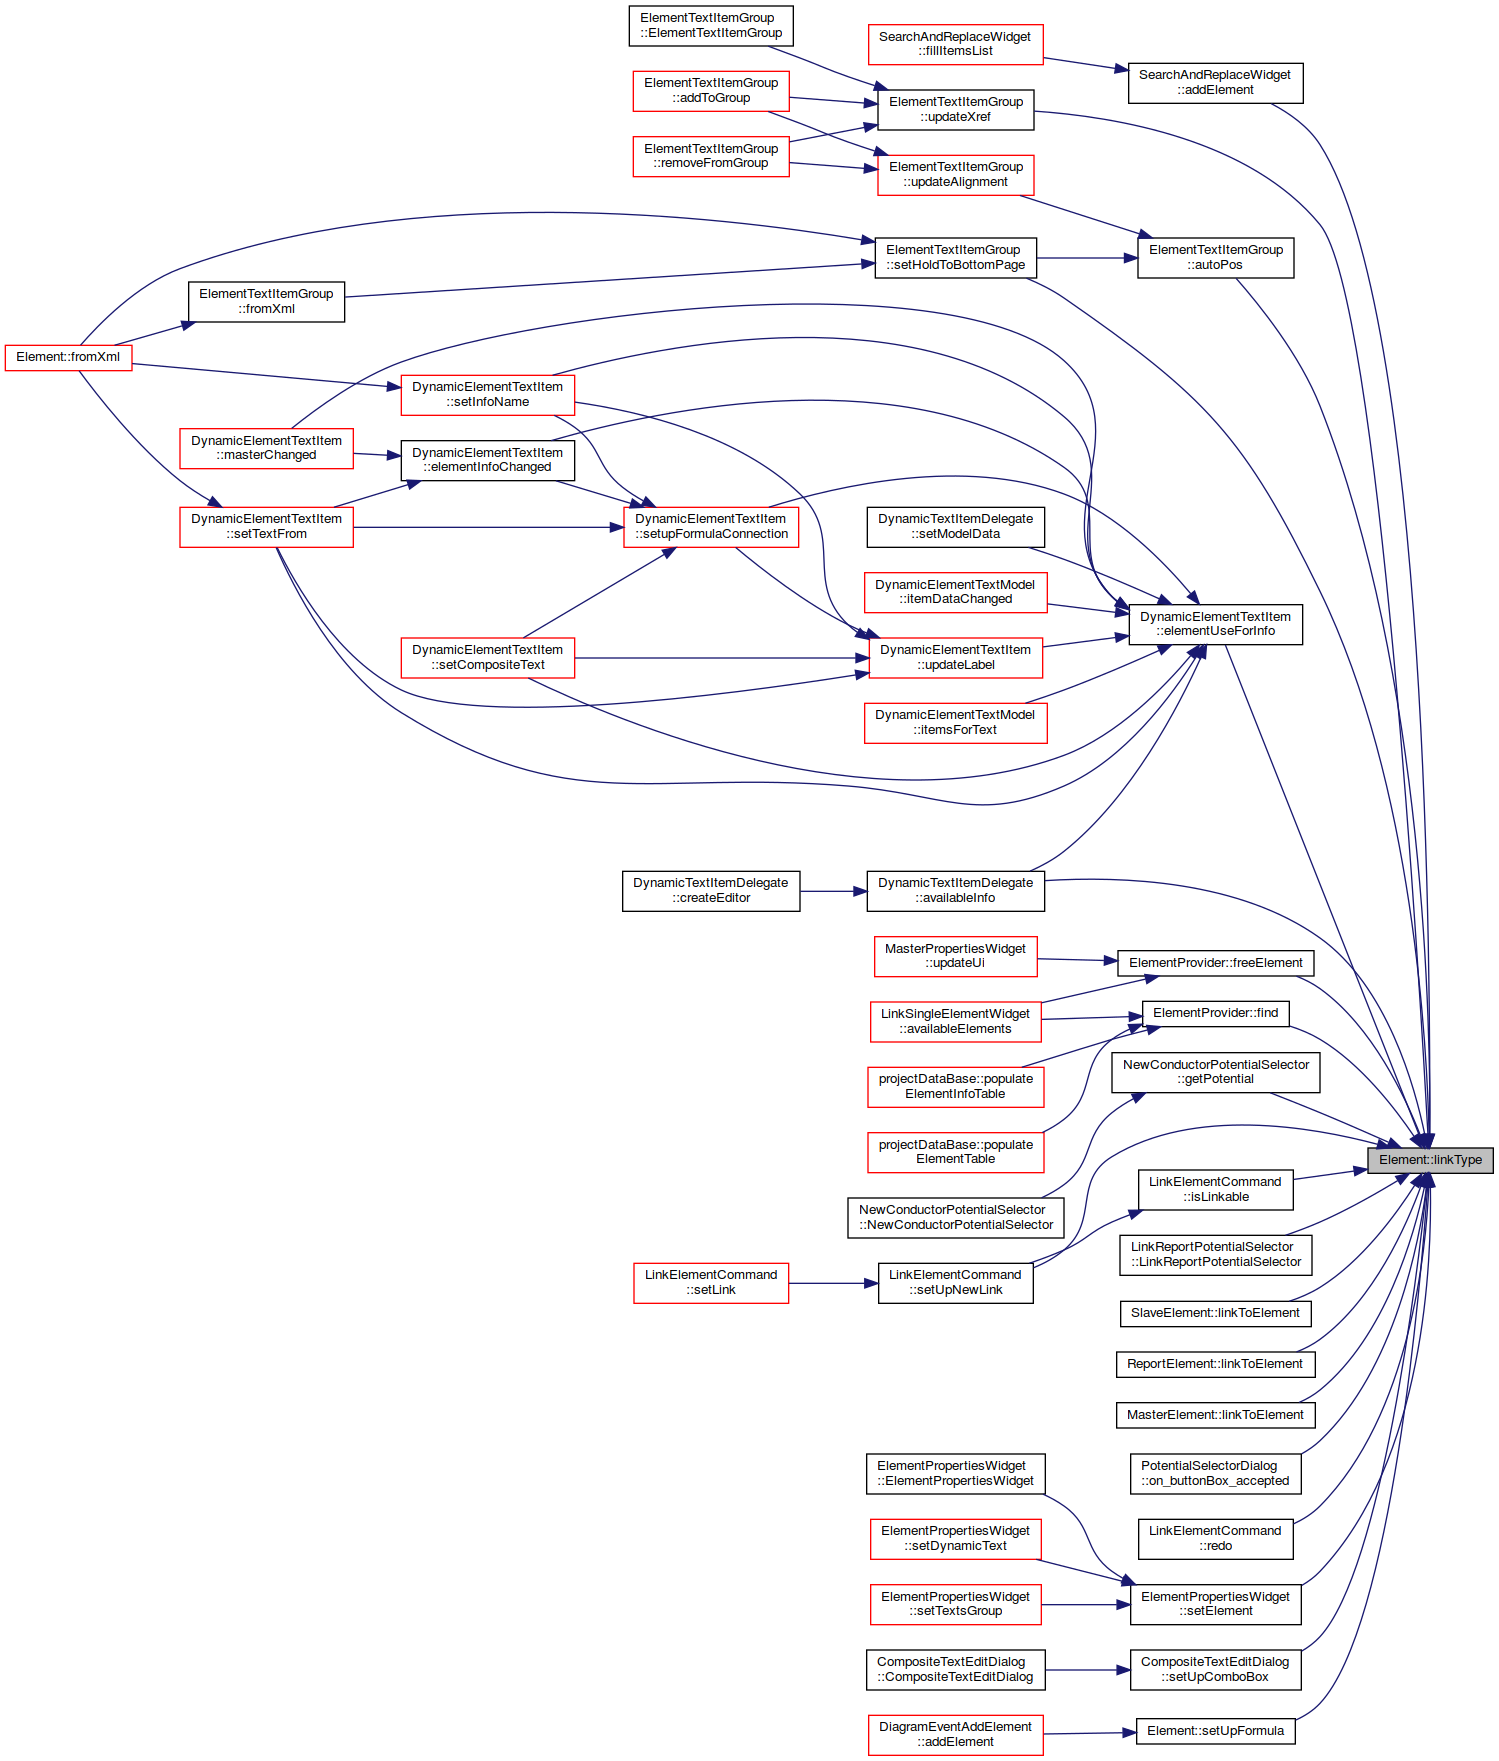 ElementTextItemGroup
::ElementTextItemGroup
SearchAndReplaceWidget
::fillItemsList
SearchAndReplaceWidget
::addElement
ElementTextItemGroup
::addToGroup
ElementTextItemGroup
::updateXref
ElementTextItemGroup
::removeFromGroup
ElementTextItemGroup
::updateAlignment
ElementTextItemGroup
::setHoldToBottomPage
ElementTextItemGroup
::autoPos
ElementTextItemGroup
::fromXml
Element::fromXml
DynamicElementTextItem
::setInfoName
DynamicElementTextItem
::masterChanged
DynamicElementTextItem
::elementInfoChanged
DynamicElementTextItem
::setTextFrom
DynamicElementTextItem
::setupFormulaConnection
DynamicTextItemDelegate
::setModelData
DynamicElementTextModel
::itemDataChanged
DynamicElementTextItem
::elementUseForInfo
DynamicElementTextItem
::setCompositeText
DynamicElementTextItem
::updateLabel
DynamicElementTextModel
::itemsForText
DynamicTextItemDelegate
::createEditor
DynamicTextItemDelegate
::availableInfo
MasterPropertiesWidget
::updateUi
ElementProvider::freeElement
LinkSingleElementWidget
::availableElements
ElementProvider::find
projectDataBase::populate
ElementInfoTable
NewConductorPotentialSelector
::getPotential
projectDataBase::populate
ElementTable
Element::linkType
NewConductorPotentialSelector
::NewConductorPotentialSelector
LinkElementCommand
::isLinkable
LinkReportPotentialSelector
::LinkReportPotentialSelector
LinkElementCommand
::setLink
LinkElementCommand
::setUpNewLink
SlaveElement::linkToElement
ReportElement::linkToElement
MasterElement::linkToElement
ElementPropertiesWidget
::ElementPropertiesWidget
PotentialSelectorDialog
::on_buttonBox_accepted
ElementPropertiesWidget
::setDynamicText
LinkElementCommand
::redo
ElementPropertiesWidget
::setTextsGroup
ElementPropertiesWidget
::setElement
CompositeTextEditDialog
::CompositeTextEditDialog
CompositeTextEditDialog
::setUpComboBox
DiagramEventAddElement
::addElement
Element::setUpFormula